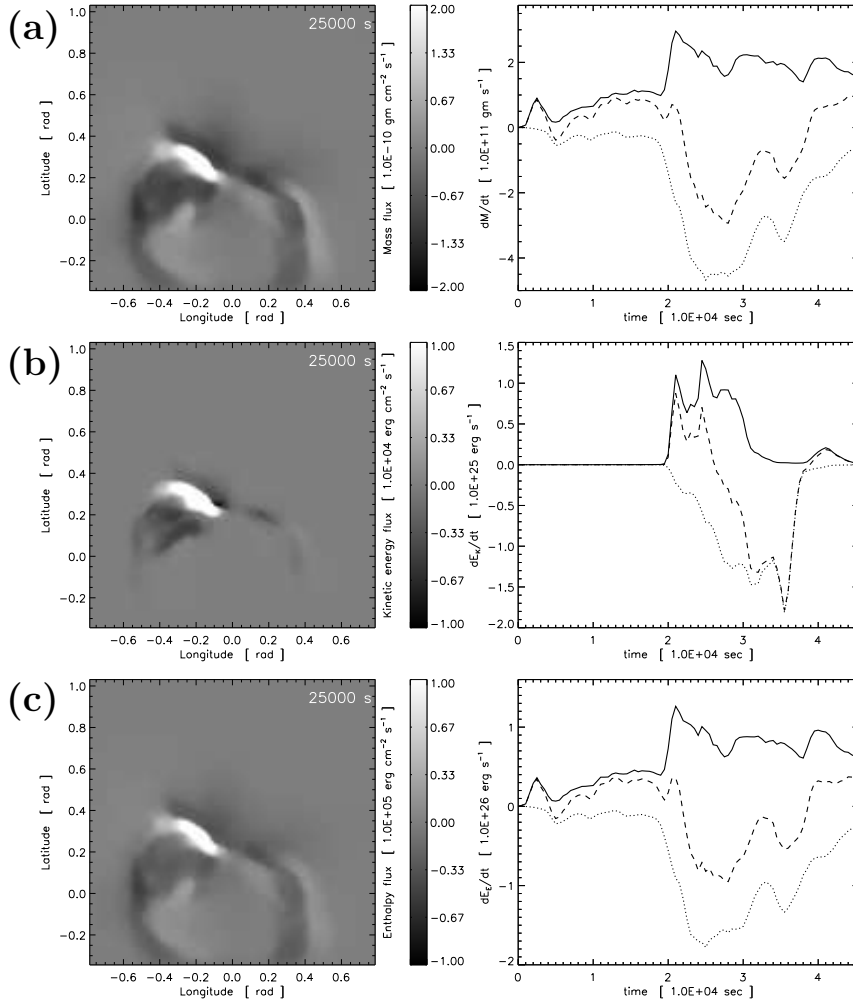 (a)
25000 s
1.0
0.8
0.6
0.4
0.2
0.0
-0.2
Latitude [ rad ]
-0.6 -0.4 -0.2 0.0 0.2 0.4 0.6
Longitude [ rad ]
2.00
1.33
0.67
0.00
-0.67
-1.33
-2.00
Mass flux [ 1.0E-10 gm cm⁻² s⁻¹ ]
2
0
-2
-4
dM/dt [ 1.0E+11 gm s⁻¹ ]
0 1 2 3 4
time [ 1.0E+04 sec ]
(b)
25000 s
1.0
0.8
0.6
0.4
0.2
0.0
-0.2
Latitude [ rad ]
-0.6 -0.4 -0.2 0.0 0.2 0.4 0.6
Longitude [ rad ]
1.00
0.67
0.33
0.00
-0.33
-0.67
-1.00
Kinetic energy flux [ 1.0E+04 erg cm⁻² s⁻¹ ]
1.5
1.0
0.5
0.0
-0.5
-1.0
-1.5
-2.0
dEₖ/dt [ 1.0E+25 erg s⁻¹ ]
0 1 2 3 4
time [ 1.0E+04 sec ]
(c)
25000 s
1.0
0.8
0.6
0.4
0.2
0.0
-0.2
Latitude [ rad ]
-0.6 -0.4 -0.2 0.0 0.2 0.4 0.6
Longitude [ rad ]
1.00
0.67
0.33
0.00
-0.33
-0.67
-1.00
Enthalpy flux [ 1.0E+05 erg cm⁻² s⁻¹ ]
1
0
-1
-2
dE/dt [ 1.0E+26 erg s⁻¹ ]
0 1 2 3 4
time [ 1.0E+04 sec ]